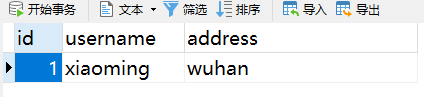 开始事务 文本 筛选 排序 导入 导出
id username address
1 xiaoming wuhan